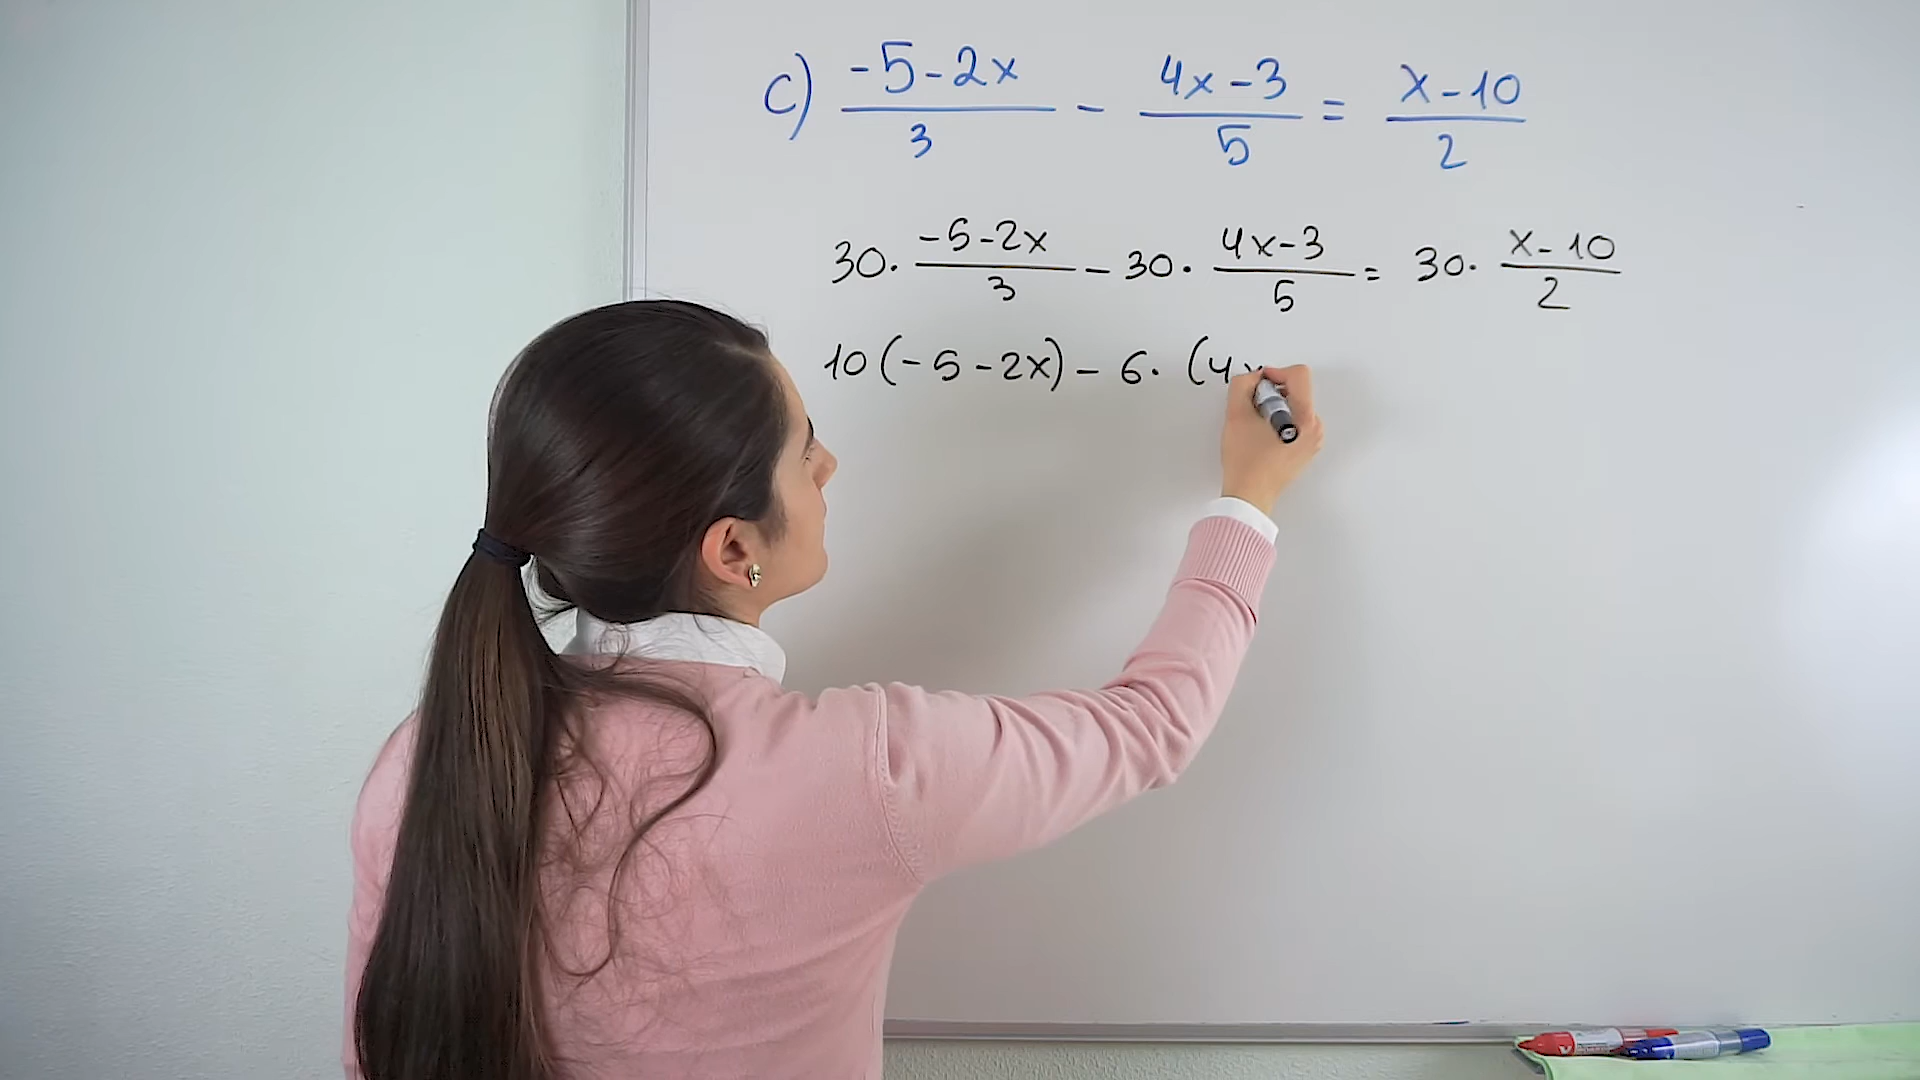 c) (-5-2x)/3 - (4x-3)/5 = (x-10)/2
30· (-5-2x)/3 - 30· (4x-3)/5 = 30· (x-10)/2
10(-5-2x) - 6· (4x